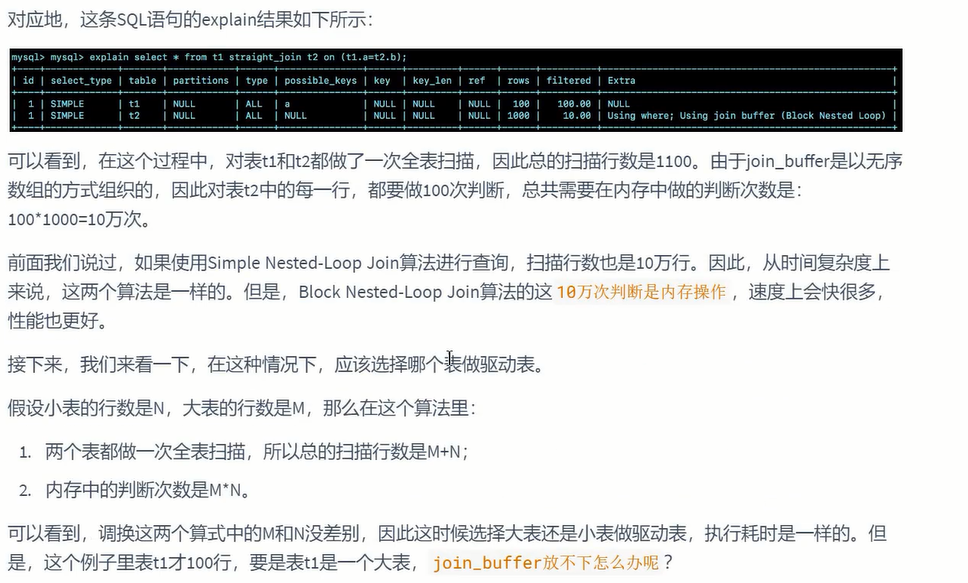 对应地，这条SQL语句的explain结果如下所示：
mysql> mysql> explain select * from t1 straight_join t2 on (t1.a=t2.b);
| id | select_type | table | partitions | type | possible_keys | key | key_len | ref | rows | filtered | Extra |
| 1 | SIMPLE | t1 | NULL | ALL | a | NULL | NULL | NULL | 100 | 100.00 | NULL |
| 1 | SIMPLE | t2 | NULL | ALL | NULL | NULL | NULL | NULL | 1000 | 10.00 | Using where; Using join buffer (Block Nested Loop) |
可以看到，在这个过程中，对表t1和t2都做了一次全表扫描，因此总的扫描行数是1100。由于join_buffer是以无序
数组的方式组织的，因此对表t2中的每一行，都要做100次判断，总共需要在内存中做的判断次数是：
100*1000=10万次。
前面我们说过，如果使用Simple Nested-Loop Join算法进行查询，扫描行数也是10万行。因此，从时间复杂度上
来说，这两个算法是一样的。但是，Block Nested-Loop Join算法的这10万次判断是内存操作，速度上会快很多，
性能也更好。
接下来，我们来看一下，在这种情况下，应该选择哪个表做驱动表。
假设小表的行数是N，大表的行数是M，那么在这个算法里：
1. 两个表都做一次全表扫描，所以总的扫描行数是M+N；
2. 内存中的判断次数是M*N。
可以看到，调换这两个算式中的M和N没差别，因此这时候选择大表还是小表做驱动表，执行耗时是一样的。但
是，这个例子里表t1才100行，要是表t1是一个大表，join_buffer放不下怎么办呢？